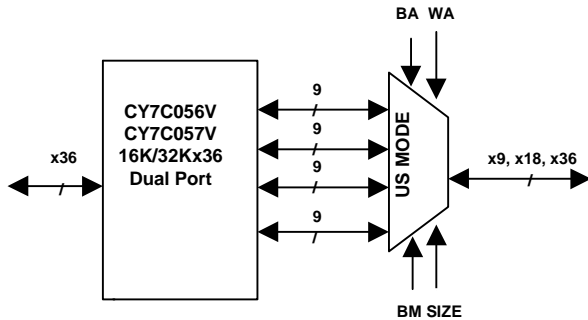 BA WA
CY7C056V
CY7C057V
16K/32Kx36
Dual Port
x36
9
9
9
9
US MODE
x9, x18, x36
BM SIZE